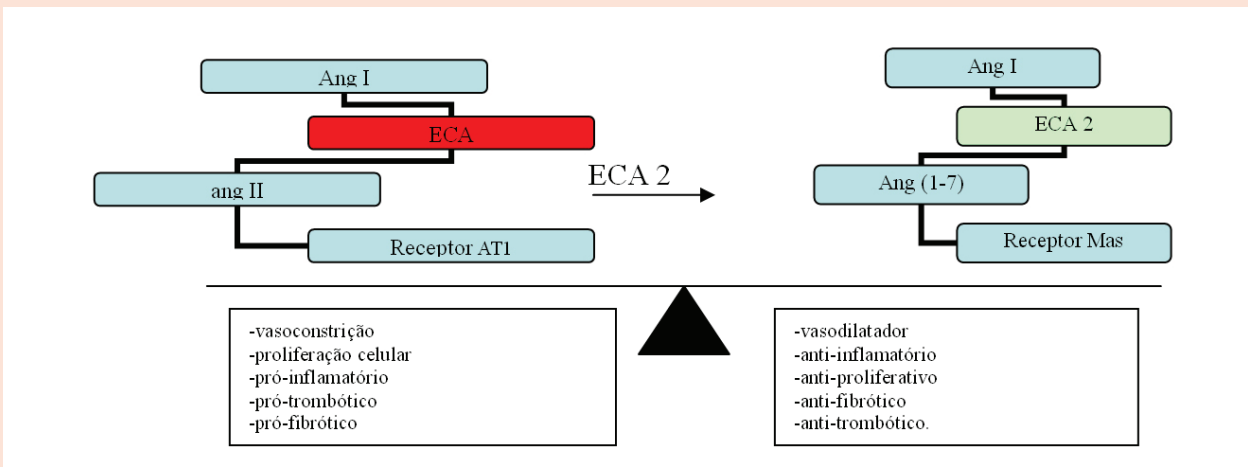 Ang I
ECA
ang II
Receptor AT1
ECA 2
Ang I
ECA 2
Ang (1-7)
Receptor Mas
-vasoconstrição
-proliferação celular
-pró-inflamatório
-pró-trombótico
-pró-fibrótico
-vasodilatador
-anti-inflamatório
-anti-proliferativo
-anti-fibrótico
-anti-trombótico.